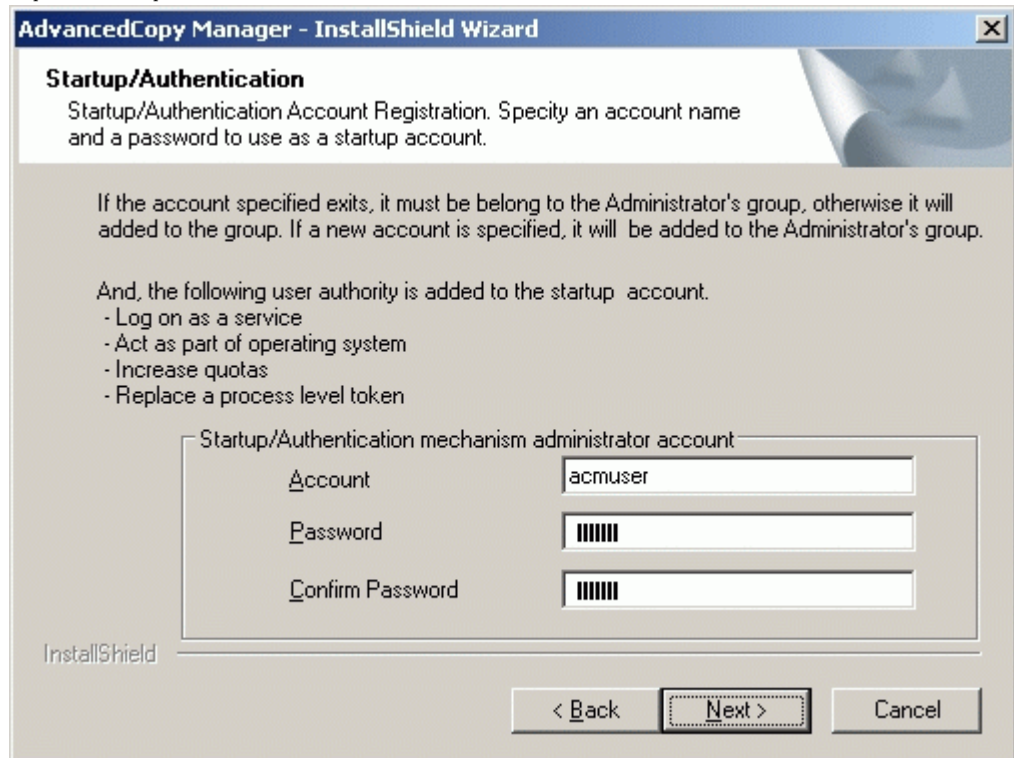 AdvancedCopy Manager - InstallShield Wizard
Startup/Authentication
Startup/Authentication Account Registration. Specity an account name
and a password to use as a startup account.
If the account specified exits, it must be belong to the Administrator's group, otherwise it will
added to the group. If a new account is specified, it will  be added to the Administrator's group.
And, the following user authority is added to the startup  account.
- Log on as a service
- Act as part of operating system
- Increase quotas
- Replace a process level token
Startup/Authentication mechanism administrator account
Account
acmuser
Password
Confirm Password
InstallShield
< Back
Next >
Cancel